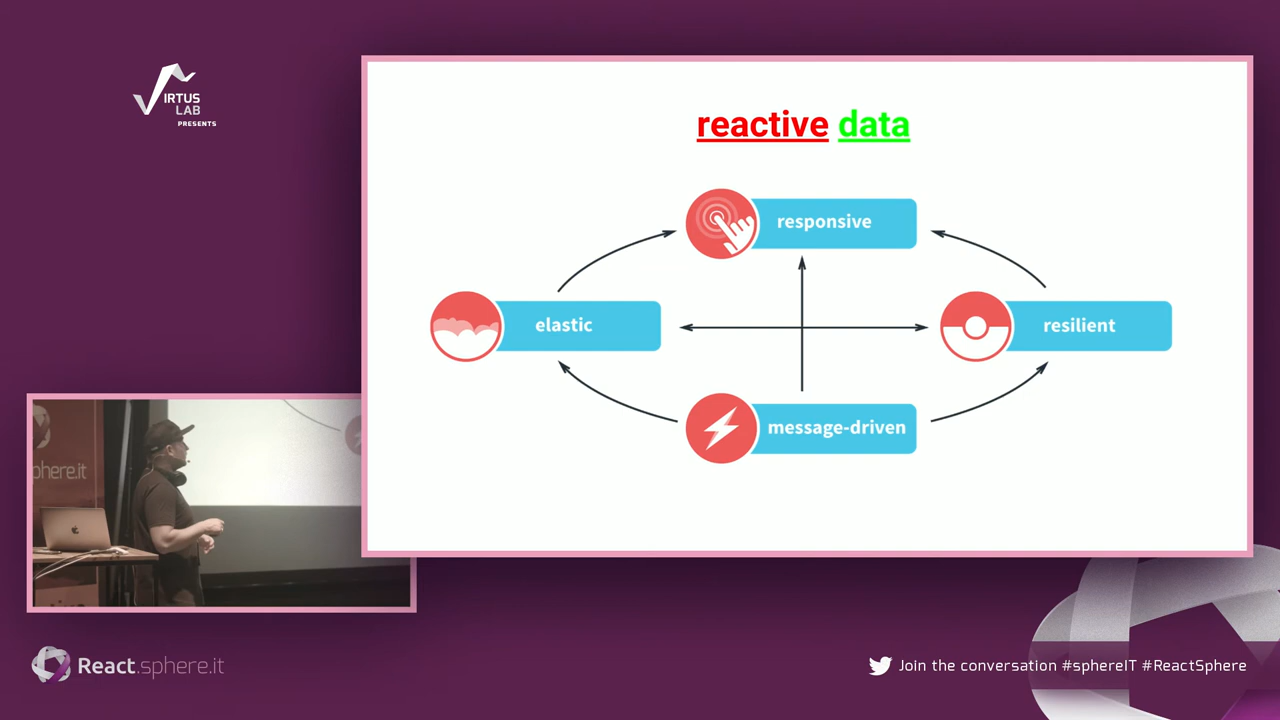 VIRTUS
LAB
PRESENTS
reactive data
responsive
elastic
resilient
message-driven
sphere.it
React.sphere.it
Join the conversation #sphereIT #ReactSphere